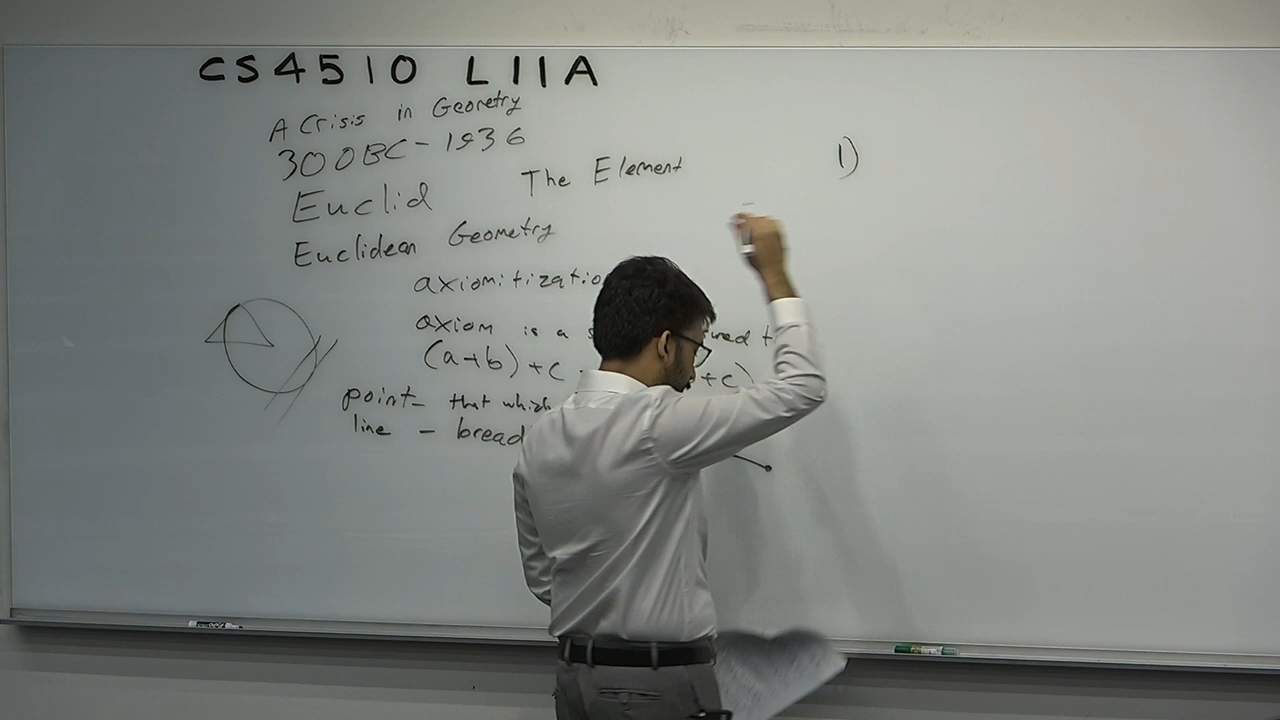 CS4510 L11A
A Crisis in Geometry
300BC - 1936
Euclid The Element
Euclidean Geometry
axiomitizatio
axiom is a
(a+b)+c +c)
point - that which
line - bread
1)